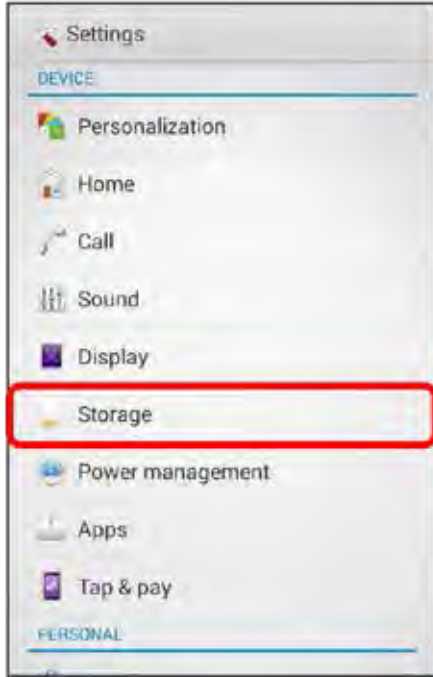 Settings
DEVICE
Personalization
Home
Call
Sound
Display
Storage
Power management
Apps
Tap & pay
PERSONAL